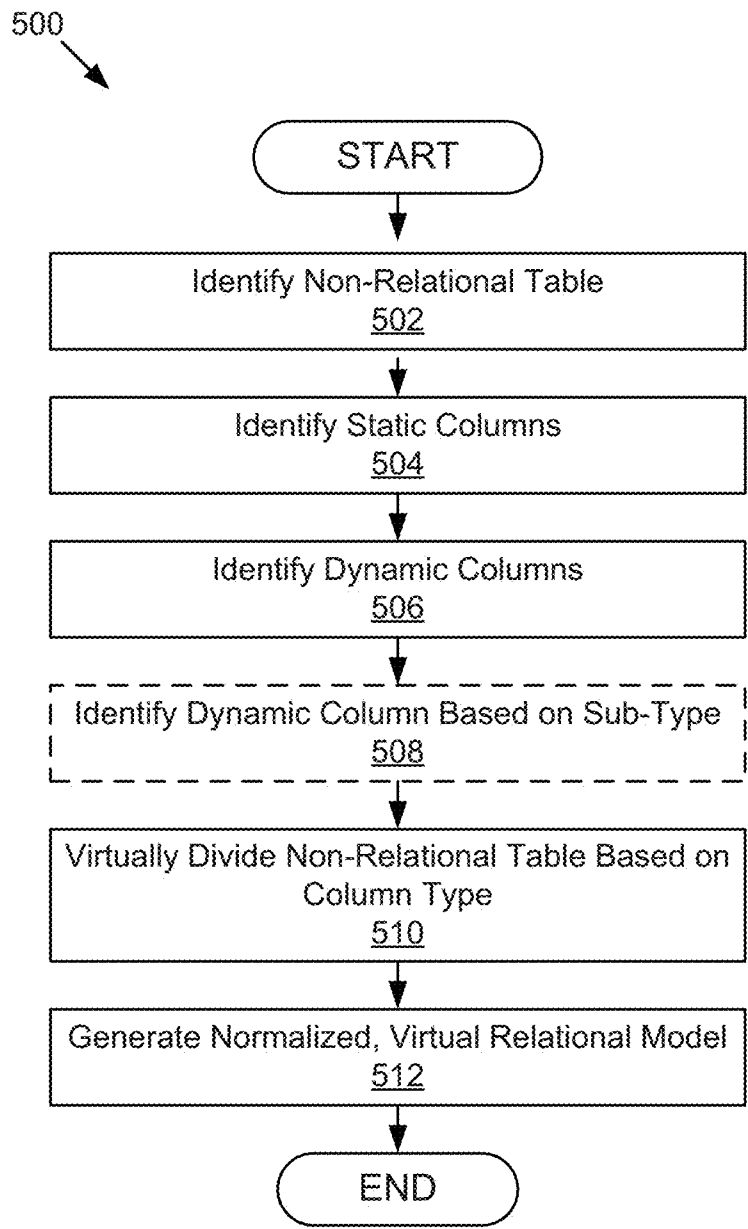 500
START
Identify Non-Relational Table
502
Identify Static Columns
504
Identify Dynamic Columns
506
Identify Dynamic Column Based on Sub-Type
508
Virtually Divide Non-Relational Table Based on
Column Type
510
Generate Normalized, Virtual Relational Model
512
END